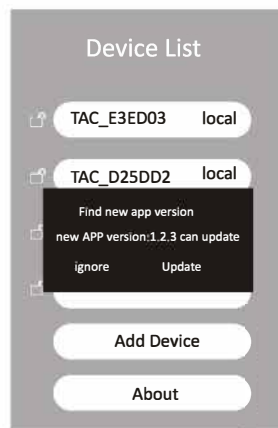 Device List
TAC_E3ED03 local
TAC_D25DD2 local
Find new app version
new APP version:1.2.3 can update
ignore Update
Add Device
About